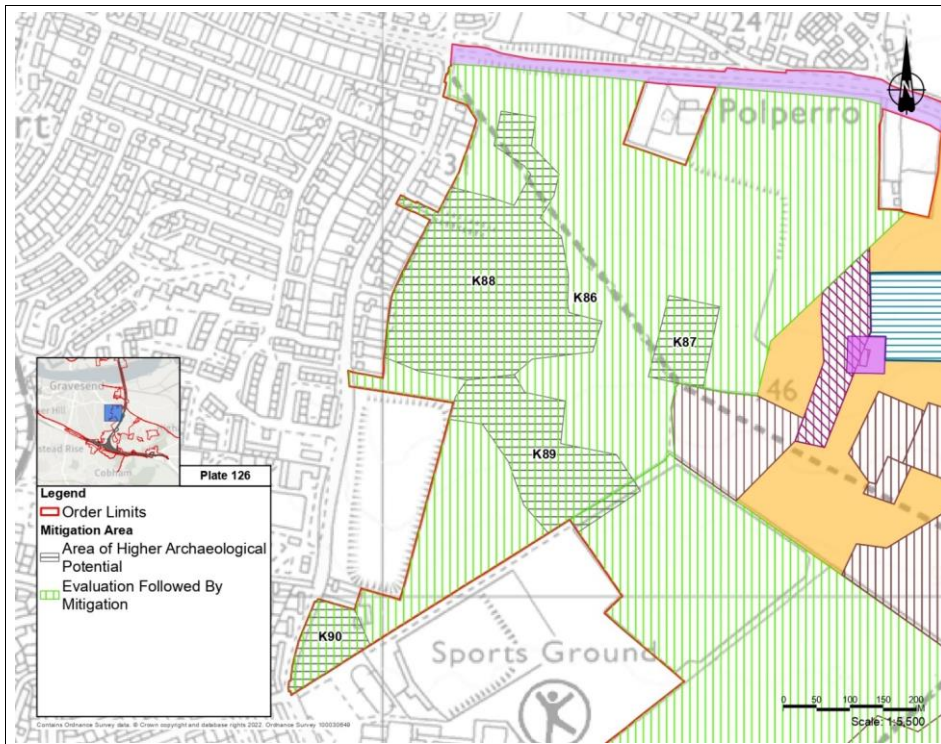 24
N
rt
Polperro
3
K88
K86
K87
46
Gravesend
Cobham
Plate 126
K89
Legend
Order Limits
Mitigation Area
Area of Higher Archaeological
Potential
Evaluation Followed By
Mitigation
K90
Sports Ground
0 50 100 150 200
M
Scale: 1:5,500
Contains Ordnance Survey data. © Crown copyright and database rights 2022. Ordnance Survey 100030649